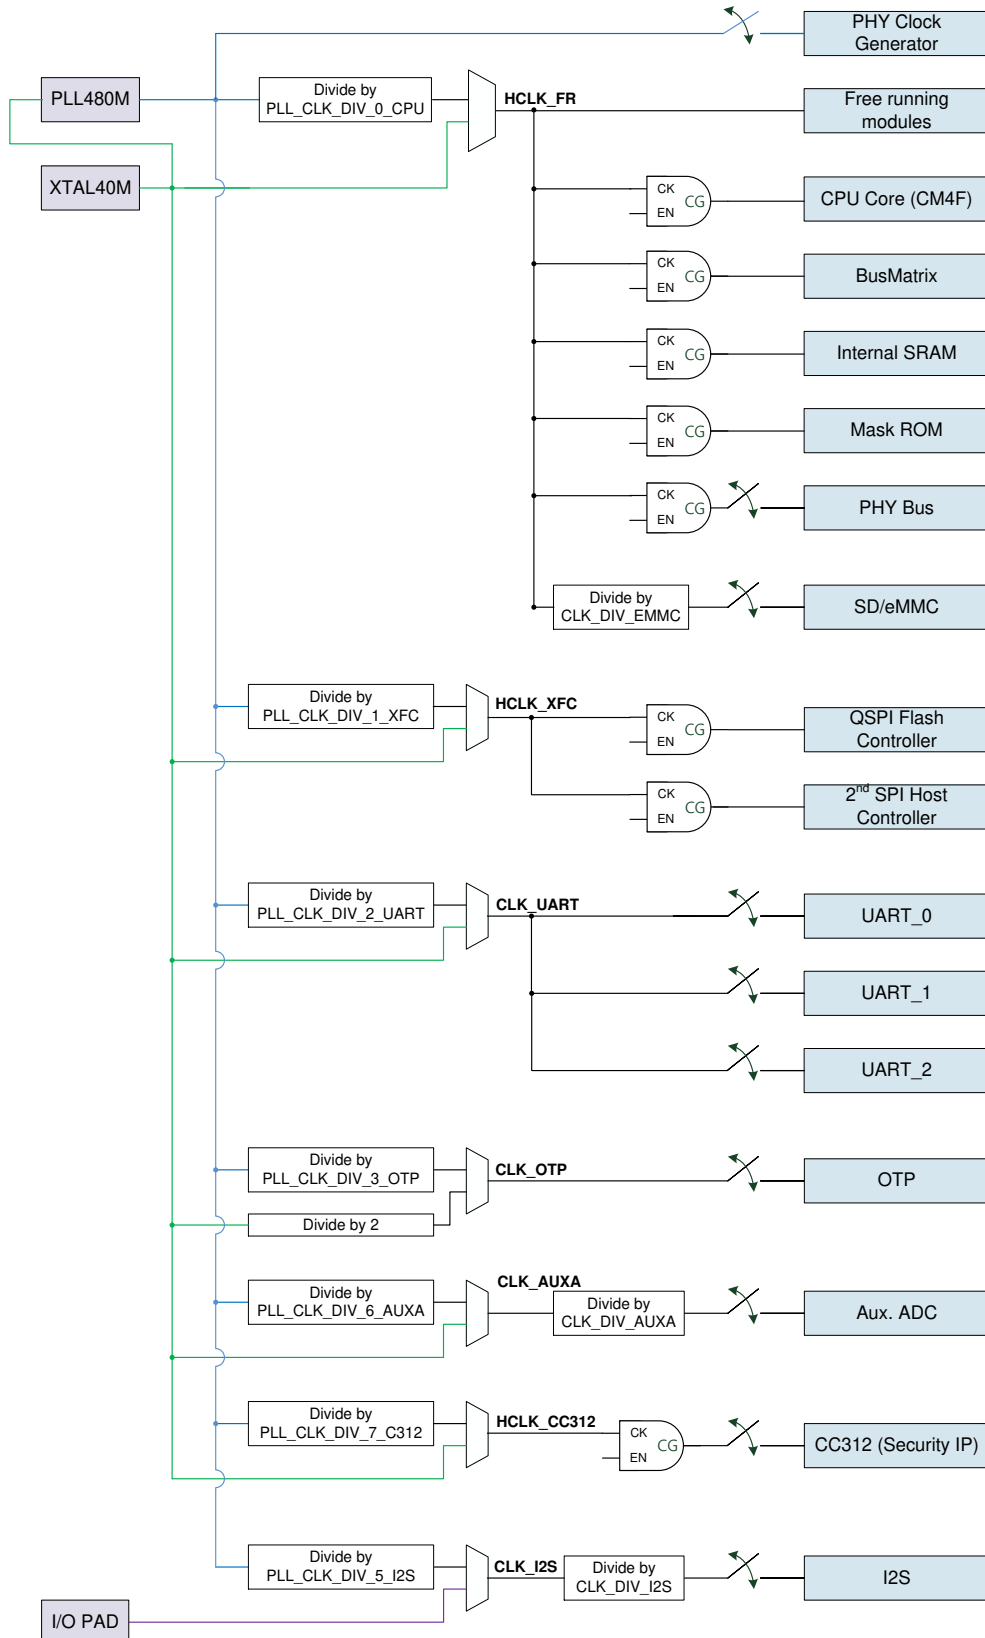 PHY Clock
Generator
PLL480M
Divide by
PLL_CLK_DIV_0_CPU
HCLK_FR
Free running
modules
XTAL40M
CK
EN
CG
CPU Core (CM4F)
CK
EN
CG
BusMatrix
CK
EN
CG
Internal SRAM
CK
EN
CG
Mask ROM
CK
EN
CG
PHY Bus
Divide by
CLK_DIV_EMMC
SD/eMMC
Divide by
PLL_CLK_DIV_1_XFC
HCLK_XFC
CK
EN
CG
QSPI Flash
Controller
CK
EN
CG
2nd SPI Host
Controller
Divide by
PLL_CLK_DIV_2_UART
CLK_UART
UART_0
UART_1
UART_2
Divide by
PLL_CLK_DIV_3_OTP
CLK_OTP
OTP
Divide by 2
Divide by
PLL_CLK_DIV_6_AUXA
CLK_AUXA
Divide by
CLK_DIV_AUXA
Aux. ADC
Divide by
PLL_CLK_DIV_7_C312
HCLK_CC312
CK
EN
CG
CC312 (Security IP)
Divide by
PLL_CLK_DIV_5_I2S
CLK_I2S
Divide by
CLK_DIV_I2S
I2S
I/O PAD